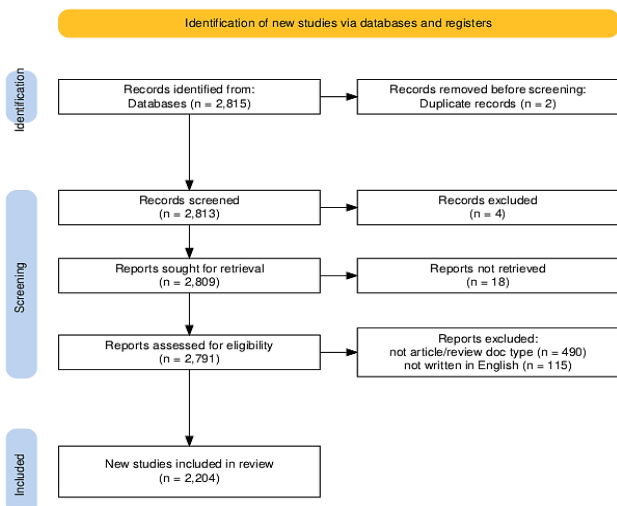 Identification of new studies via databases and registers
Identification
Records identified from:
Databases (n = 2,815)
Records removed before screening:
Duplicate records (n = 2)
Screening
Records screened
(n = 2,813)
Records excluded
(n = 4)
Reports sought for retrieval
(n = 2,809)
Reports not retrieved
(n = 18)
Reports assessed for eligibility
(n = 2,791)
Reports excluded:
not article/review doc type (n = 490)
not written in English (n = 115)
Included
New studies included in review
(n = 2,204)